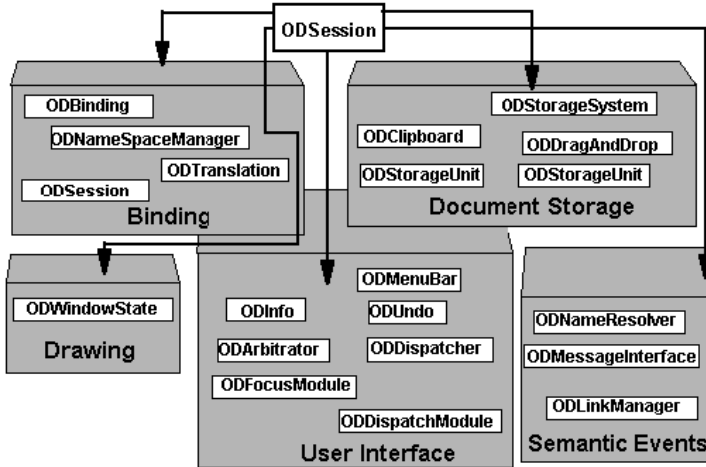 ODSession
ODBinding
ODNameSpaceManager
ODTranslation
ODSession
Binding
ODStorageSystem
ODClipboard
ODDragAndDrop
ODStorageUnit
ODStorageUnit
Document Storage
ODWindowState
Drawing
ODMenuBar
ODInfo
ODUndo
ODArbitrator
ODDispatcher
ODFocusModule
ODDispatchModule
User Interface
ODNameResolver
ODMessageInterface
ODLinkManager
Semantic Events